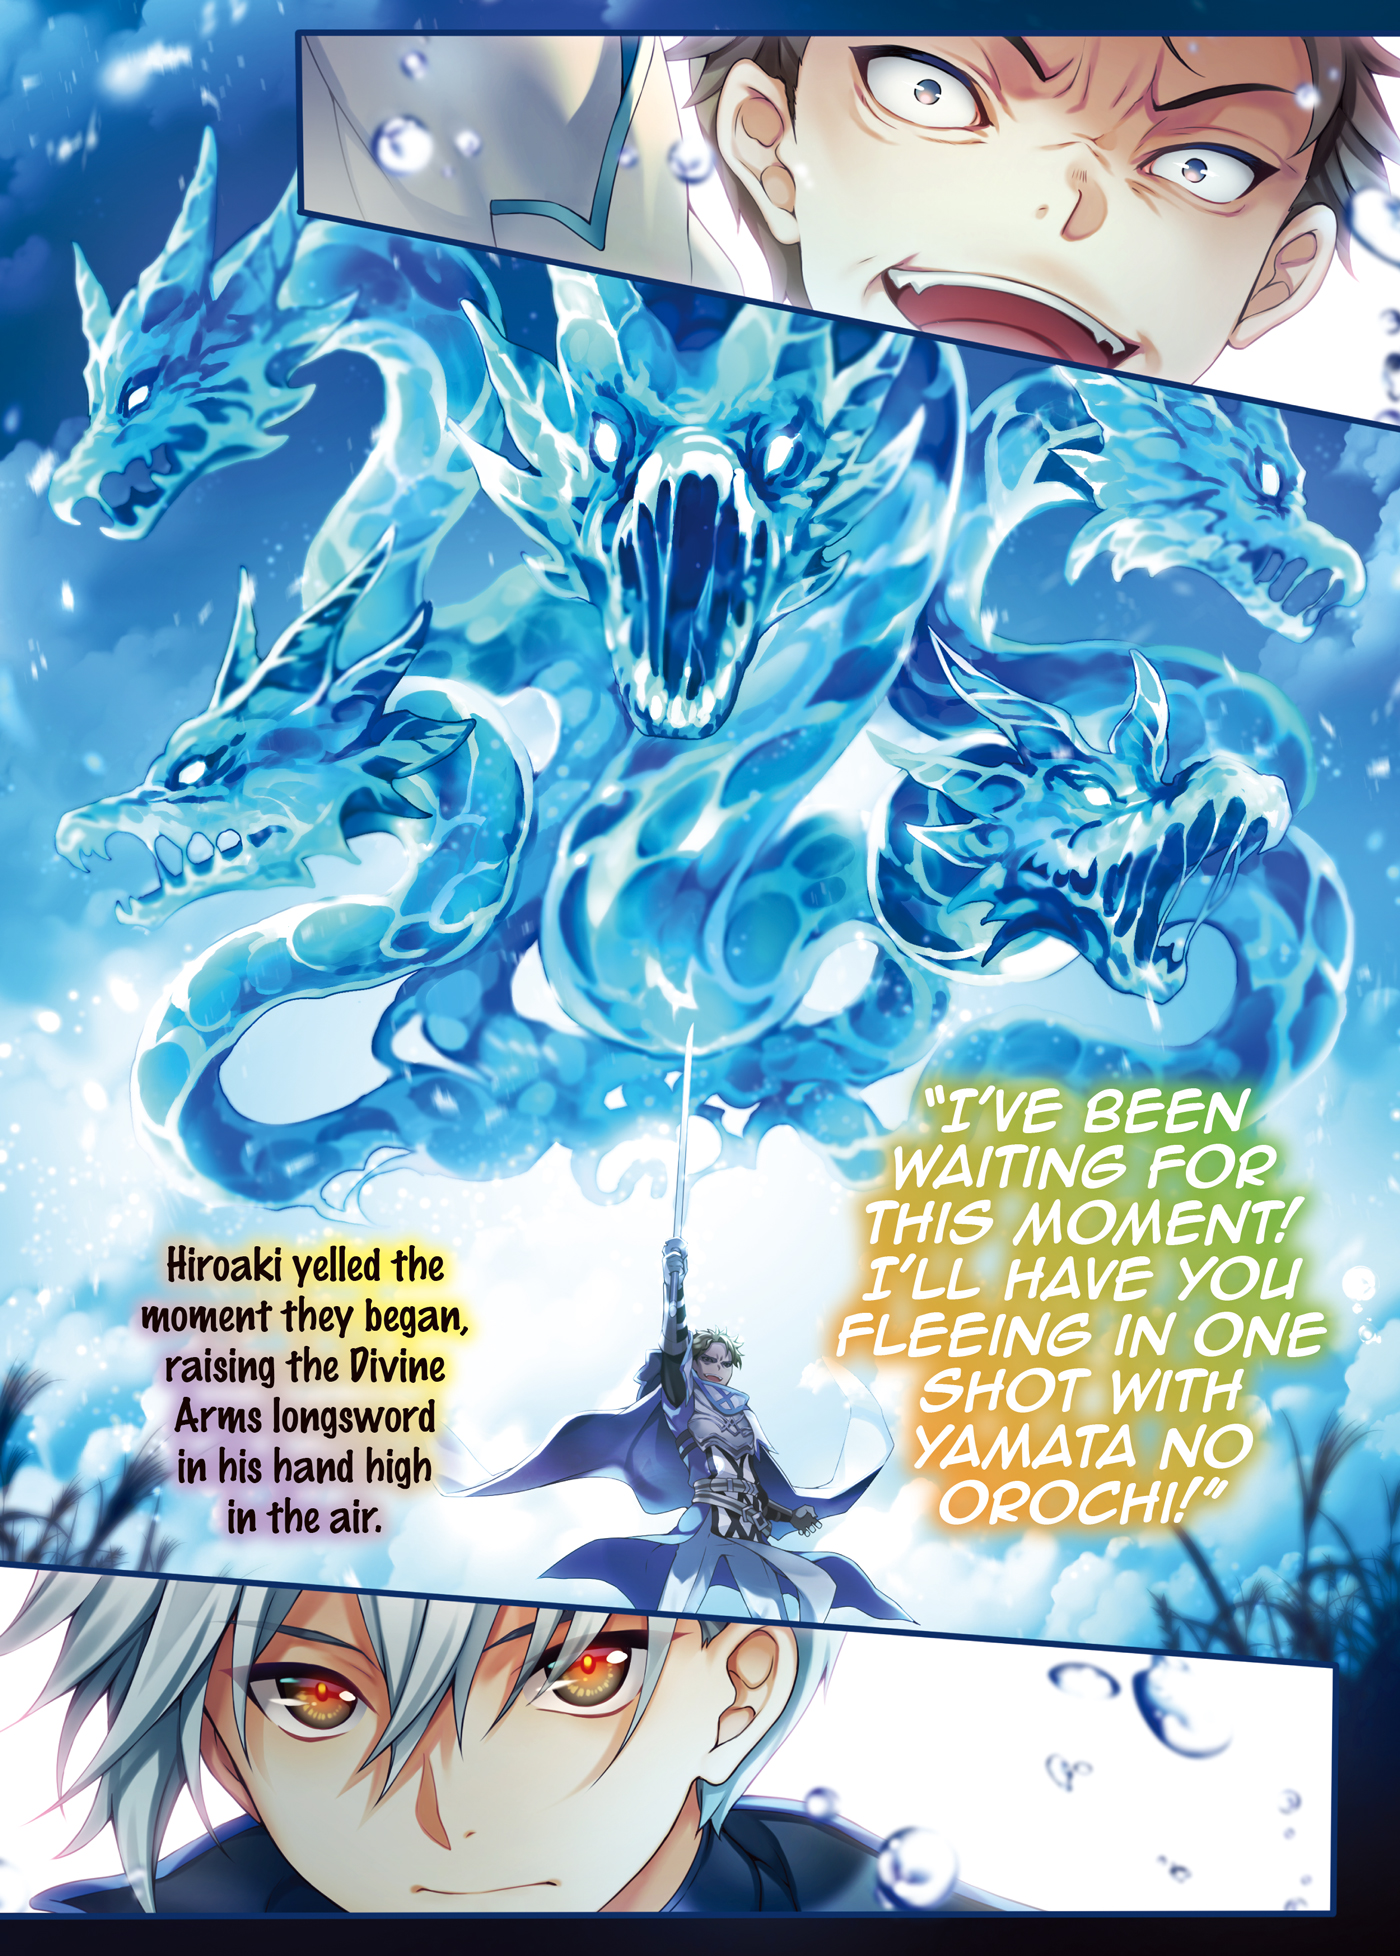 "I'VE BEEN
WAITING FOR
THIS MOMENT!
I'LL HAVE YOU
FLEEING IN ONE
SHOT WITH
YAMATA NO
OROCHI!"
Hiroaki yelled the
moment they began,
raising the Divine
Arms longsword
in his hand high
in the air.